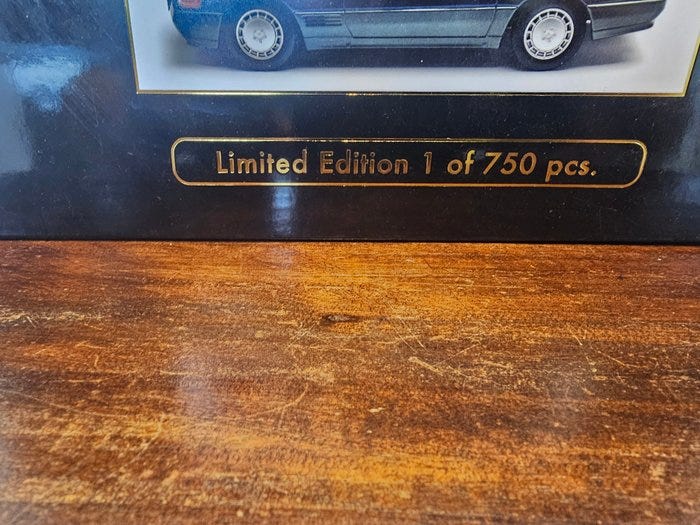 Limited Edition 1 of 750 pcs.